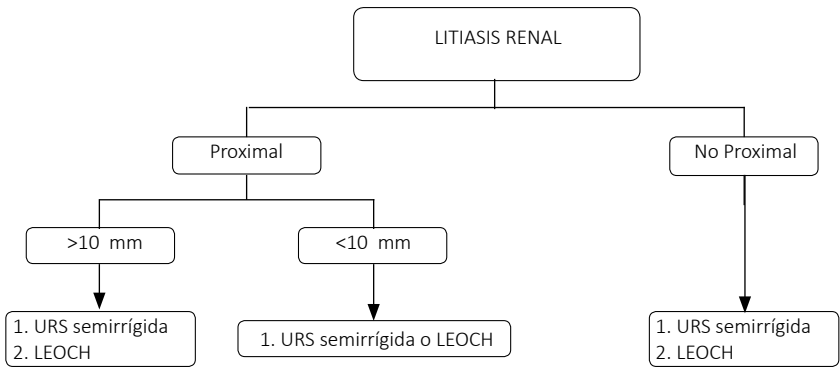 LITIASIS RENAL
Proximal
No Proximal
>10 mm
<10 mm
1. URS semirrígida
2. LEOCH
1. URS semirrígida o LEOCH
1. URS semirrígida
2. LEOCH